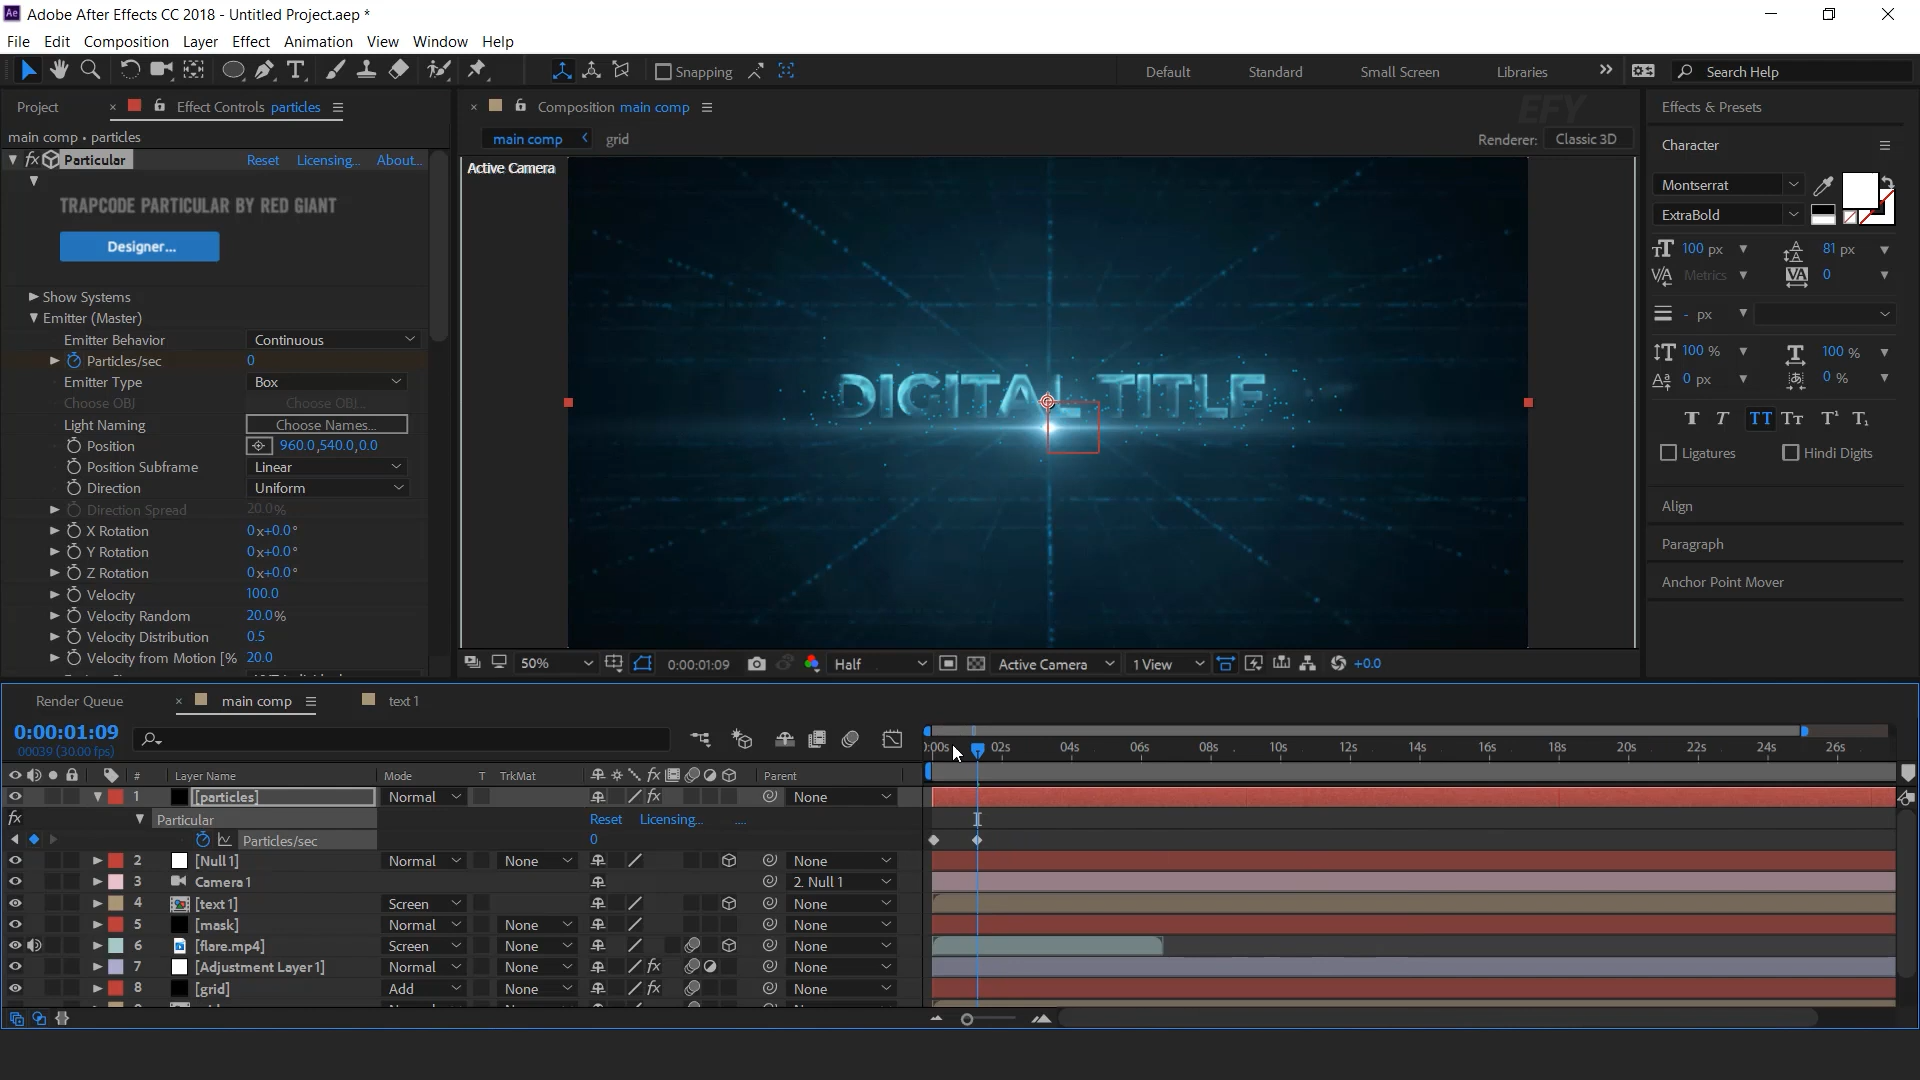 Adobe After Effects CC 2018 - Untitled Project.aep *
File Edit Composition Layer Effect Animation View Window Help
Snapping
Default Standard Small Screen Libraries
Search Help
Project
Effect Controls particles
main comp • particles
Particular Reset Licensing... About...
TRAPCODE PARTICULAR BY RED GIANT
Designer...
Show Systems
Emitter (Master)
Emitter Behavior Continuous
Particles/sec 0
Emitter Type Box
Choose OBJ Choose OBJ...
Light Naming Choose Names...
Position 960.0,540.0,0.0
Position Subframe Linear
Direction Uniform
Direction Spread 20.0%
X Rotation 0x+0.0°
Y Rotation 0x+0.0°
Z Rotation 0x+0.0°
Velocity 100.0
Velocity Random 20.0%
Velocity Distribution 0.5
Velocity from Motion [% 20.0
Composition main comp
EFY
main comp grid
Renderer: Classic 3D
Active Camera
DIGITAL TITLE
50% 0:00:01:09 Half Active Camera 1 View +0.0
Effects & Presets
Character
Montserrat
ExtraBold
100 px 81 px
Metrics 0
- px
100 % 100 %
0 px 0 %
T T TT Tт T¹ T₁
Ligatures Hindi Digits
Align
Paragraph
Anchor Point Mover
Render Queue main comp text 1
0:00:01:09
00039 (30.00 fps)
:00s 02s 04s 06s 08s 10s 12s 14s 16s 18s 20s 22s 24s 26s
# Layer Name Mode T TrkMat Parent
1 [particles] Normal None
Particular Reset Licensing... ....
Particles/sec 0
2 [Null 1] Normal None None
3 Camera 1 2. Null 1
4 [text 1] Screen None
5 [mask] Normal None None
6 [flare.mp4] Screen None None
7 [Adjustment Layer 1] Normal None None
8 [grid] Add None None